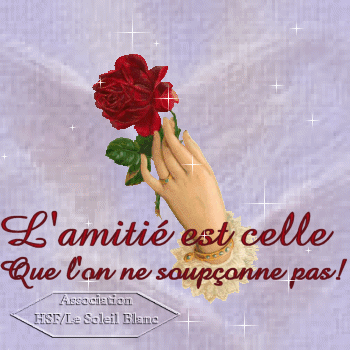 L'amitié est celle
Que l'on ne soupçonne pas!
Association
HSF/Le Soleil Blanc